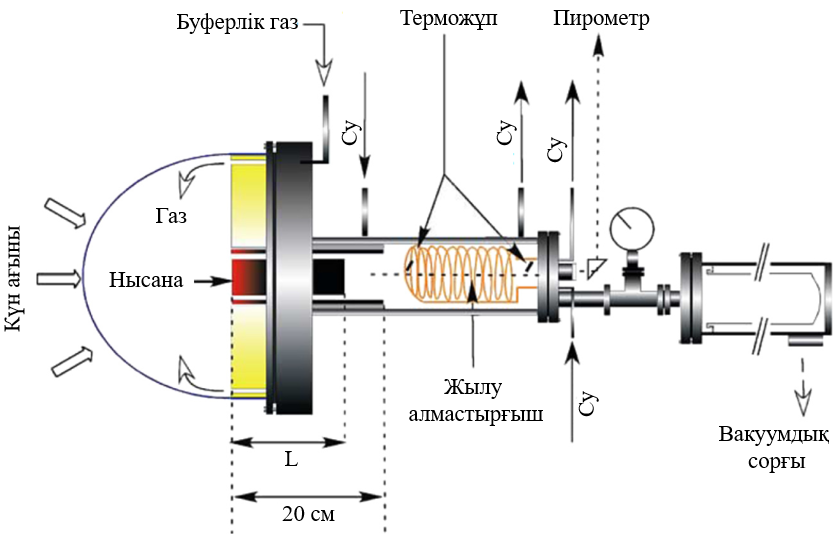 Буферлік газ
Терможұп
Пирометр
Су
Су
Су
Газ
Күн ағыны
Нысана
Жылу
алмастырғыш
Су
Вакуумдық
сорғы
L
20 см